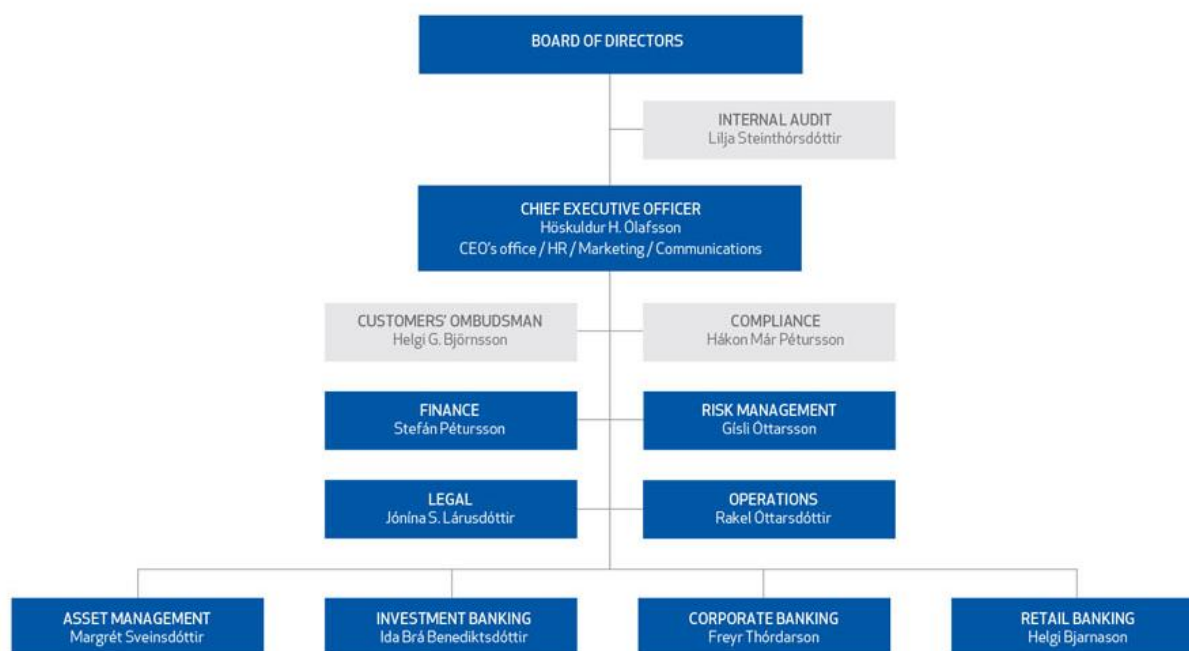 BOARD OF DIRECTORS
INTERNAL AUDIT
Lilja Steinthórsdóttir
CHIEF EXECUTIVE OFFICER
Höskuldur H. Ólafsson
CEO's office / HR / Marketing / Communications
CUSTOMERS' OMBUDSMAN
Helgi G. Björnsson
COMPLIANCE
Hákon Már Pétursson
FINANCE
Stefán Pétursson
RISK MANAGEMENT
Gísli Óttarsson
LEGAL
Jónína S. Lárusdóttir
OPERATIONS
Rakel Óttarsdóttir
ASSET MANAGEMENT
Margrét Sveinsdóttir
INVESTMENT BANKING
Ida Brá Benediktsdóttir
CORPORATE BANKING
Freyr Thórdarson
RETAIL BANKING
Helgi Bjarnason